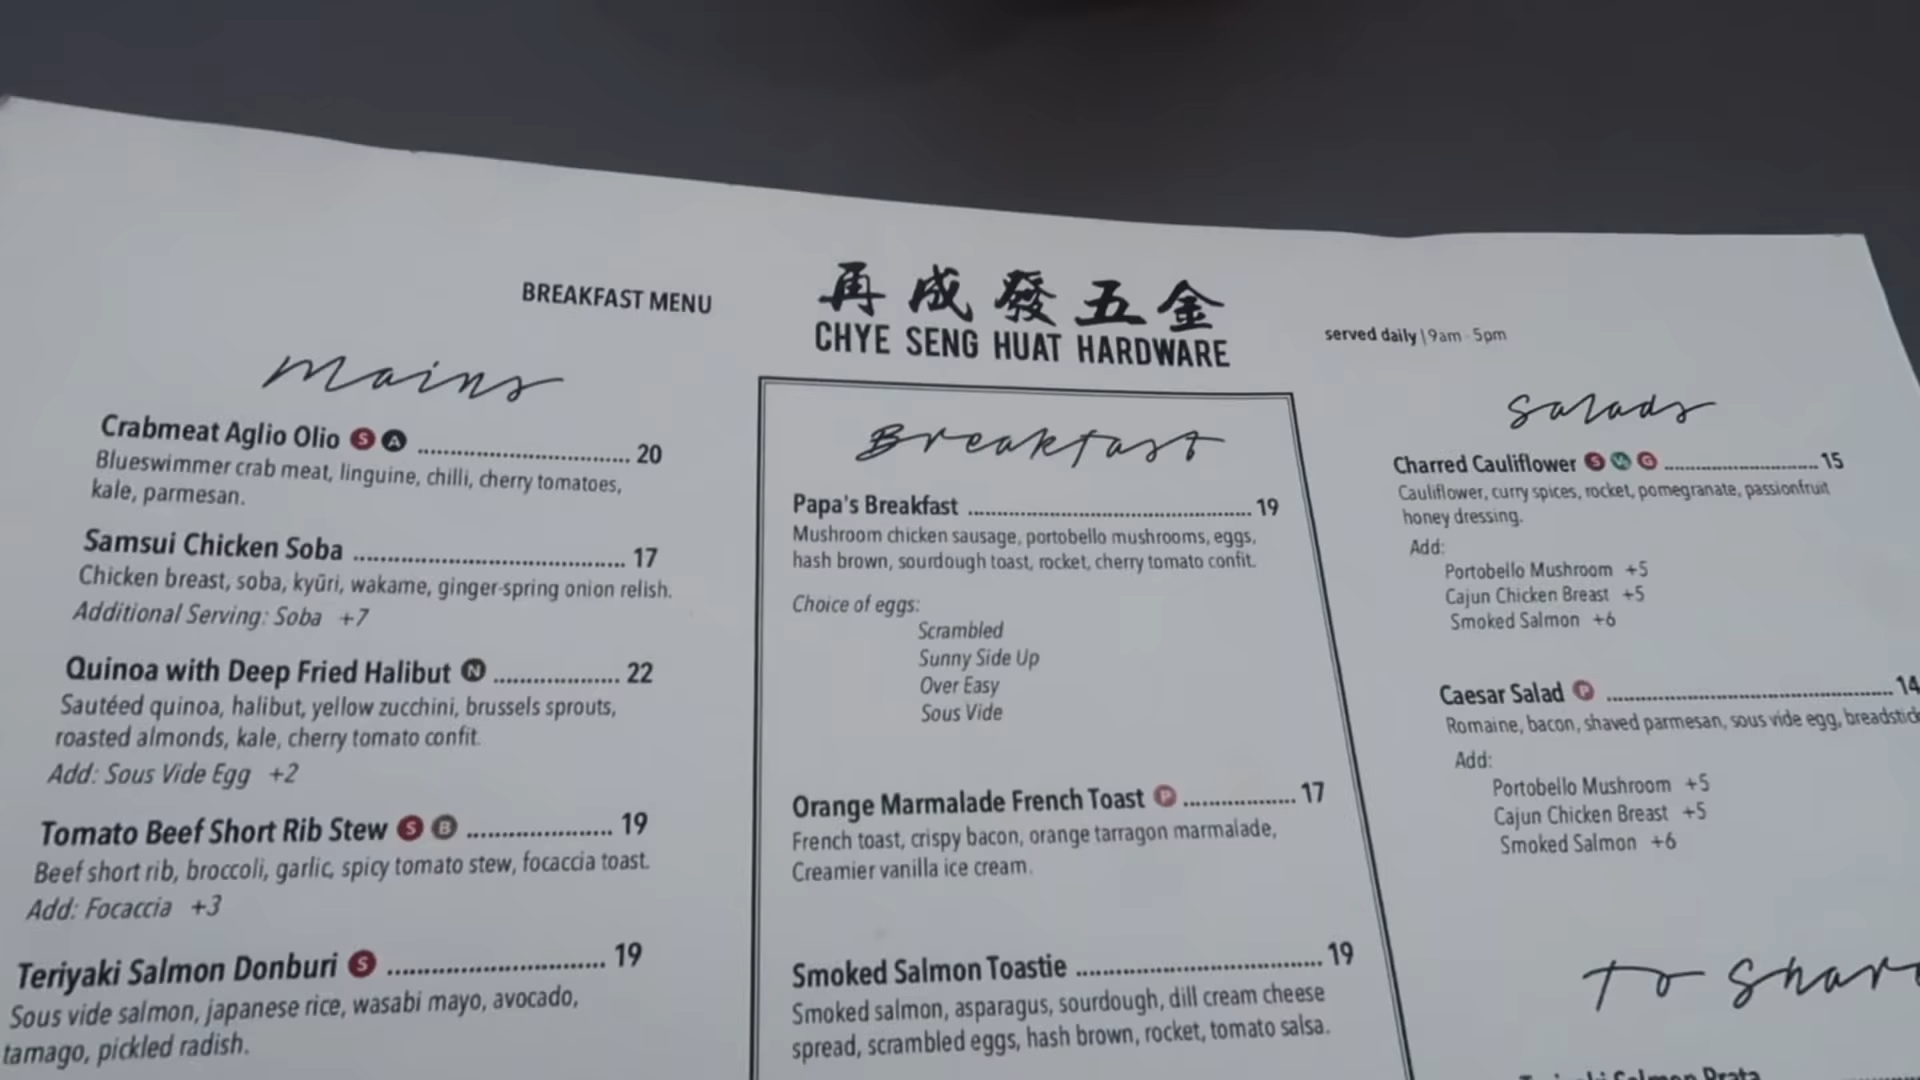 BREAKFAST MENU
再成發五金
CHYE SENG HUAT HARDWARE
served daily | 9am - 5pm
Mains
Crabmeat Aglio Olio S A ........................ 20
Blueswimmer crab meat, linguine, chilli, cherry tomatoes,
kale, parmesan.
Samsui Chicken Soba ........................ 17
Chicken breast, soba, kyūri, wakame, ginger-spring onion relish.
Additional Serving: Soba +7
Quinoa with Deep Fried Halibut N ........................ 22
Sautéed quinoa, halibut, yellow zucchini, brussels sprouts,
roasted almonds, kale, cherry tomato confit.
Add: Sous Vide Egg +2
Tomato Beef Short Rib Stew S B ........................ 19
Beef short rib, broccoli, garlic, spicy tomato stew, focaccia toast.
Add: Focaccia +3
Teriyaki Salmon Donburi S ........................ 19
Sous vide salmon, japanese rice, wasabi mayo, avocado,
tamago, pickled radish.
Breakfast
Papa's Breakfast ........................ 19
Mushroom chicken sausage, portobello mushrooms, eggs,
hash brown, sourdough toast, rocket, cherry tomato confit.
Choice of eggs:
Scrambled
Sunny Side Up
Over Easy
Sous Vide
Orange Marmalade French Toast P ........................ 17
French toast, crispy bacon, orange tarragon marmalade,
Creamier vanilla ice cream.
Smoked Salmon Toastie ........................ 19
Smoked salmon, asparagus, sourdough, dill cream cheese
spread, scrambled eggs, hash brown, rocket, tomato salsa.
Salads
Charred Cauliflower S G ........................ 15
Cauliflower, curry spices, rocket, pomegranate, passionfruit
honey dressing.
Add:
Portobello Mushroom +5
Cajun Chicken Breast +5
Smoked Salmon +6
Caesar Salad P ........................ 14
Romaine, bacon, shaved parmesan, sous vide egg, breadstick
Add:
Portobello Mushroom +5
Cajun Chicken Breast +5
Smoked Salmon +6
To Shar
Salmon Prata